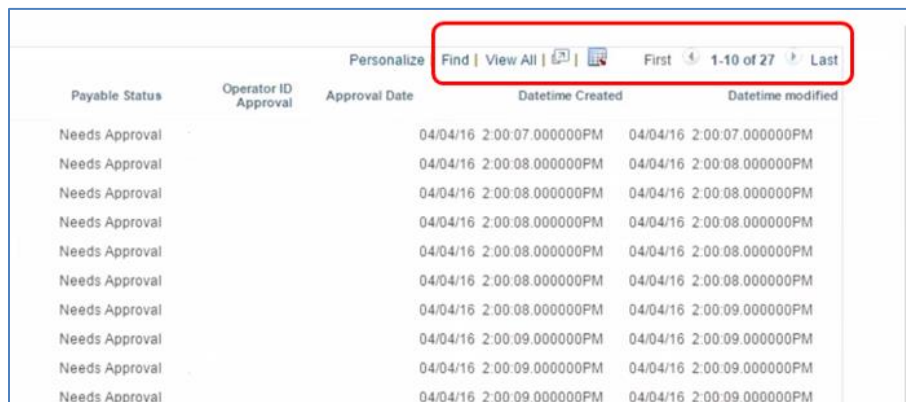 Personalize | Find | View All | | First 1-10 of 27 Last
Payable Status Operator ID Approval Approval Date Datetime Created Datetime modified
Needs Approval 04/04/16 2:00:07.000000PM 04/04/16 2:00:07.000000PM
Needs Approval 04/04/16 2:00:08.000000PM 04/04/16 2:00:08.000000PM
Needs Approval 04/04/16 2:00:08.000000PM 04/04/16 2:00:08.000000PM
Needs Approval 04/04/16 2:00:08.000000PM 04/04/16 2:00:08.000000PM
Needs Approval 04/04/16 2:00:08.000000PM 04/04/16 2:00:08.000000PM
Needs Approval 04/04/16 2:00:08.000000PM 04/04/16 2:00:08.000000PM
Needs Approval 04/04/16 2:00:09.000000PM 04/04/16 2:00:09.000000PM
Needs Approval 04/04/16 2:00:09.000000PM 04/04/16 2:00:09.000000PM
Needs Approval 04/04/16 2:00:09.000000PM 04/04/16 2:00:09.000000PM
Needs Approval 04/04/16 2:00:09.000000PM 04/04/16 2:00:09.000000PM